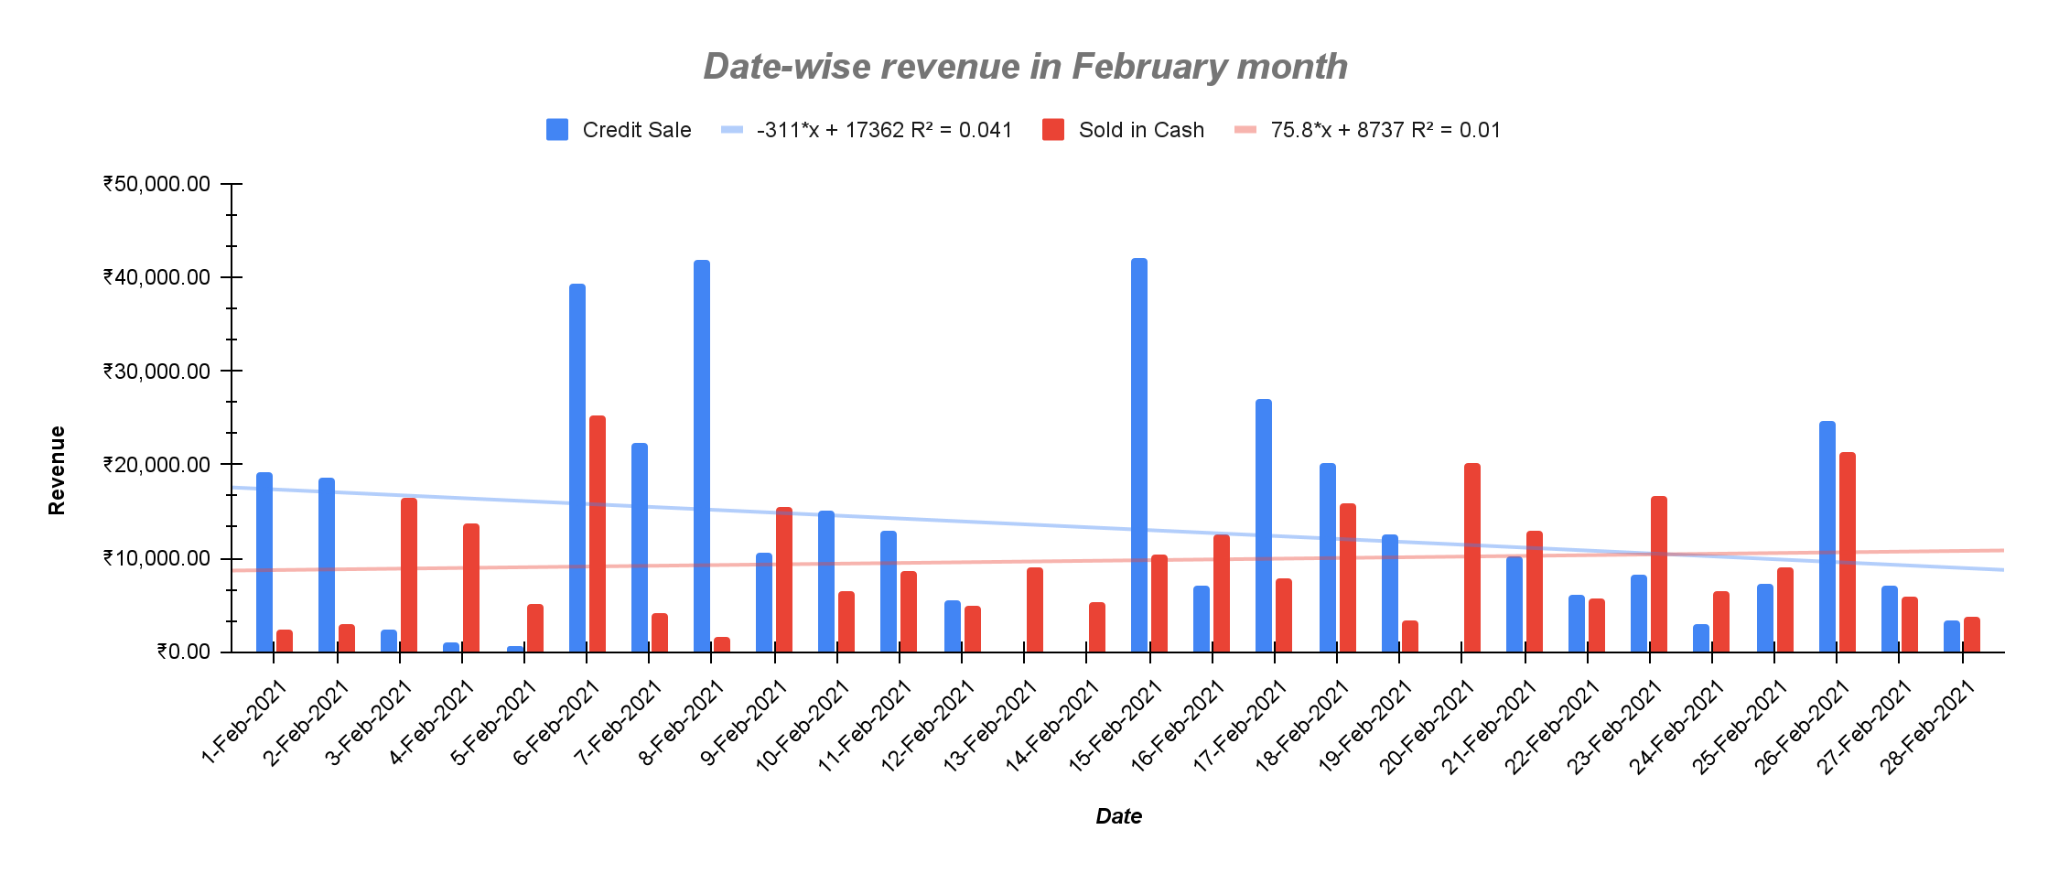 Date-wise revenue in February month
Credit Sale -311*x + 17362 R² = 0.041 Sold in Cash 75.8*x + 8737 R² = 0.01
₹50,000.00
₹40,000.00
₹30,000.00
₹20,000.00
₹10,000.00
₹0.00
Revenue
1-Feb-2021
2-Feb-2021
3-Feb-2021
4-Feb-2021
5-Feb-2021
6-Feb-2021
7-Feb-2021
8-Feb-2021
9-Feb-2021
10-Feb-2021
11-Feb-2021
12-Feb-2021
13-Feb-2021
14-Feb-2021
15-Feb-2021
16-Feb-2021
17-Feb-2021
18-Feb-2021
19-Feb-2021
20-Feb-2021
21-Feb-2021
22-Feb-2021
23-Feb-2021
24-Feb-2021
25-Feb-2021
26-Feb-2021
27-Feb-2021
28-Feb-2021
Date